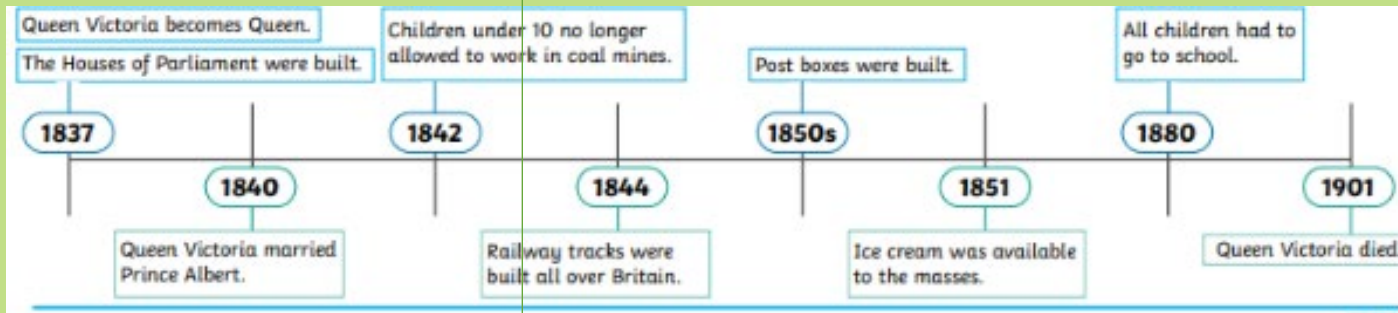 Queen Victoria becomes Queen.
The Houses of Parliament were built.
1837
1840
Queen Victoria married
Prince Albert.
Children under 10 no longer
allowed to work in coal mines.
1842
1844
Railway tracks were
built all over Britain.
Post boxes were built.
1850s
1851
Ice cream was available
to the masses.
All children had to
go to school.
1880
1901
Queen Victoria died